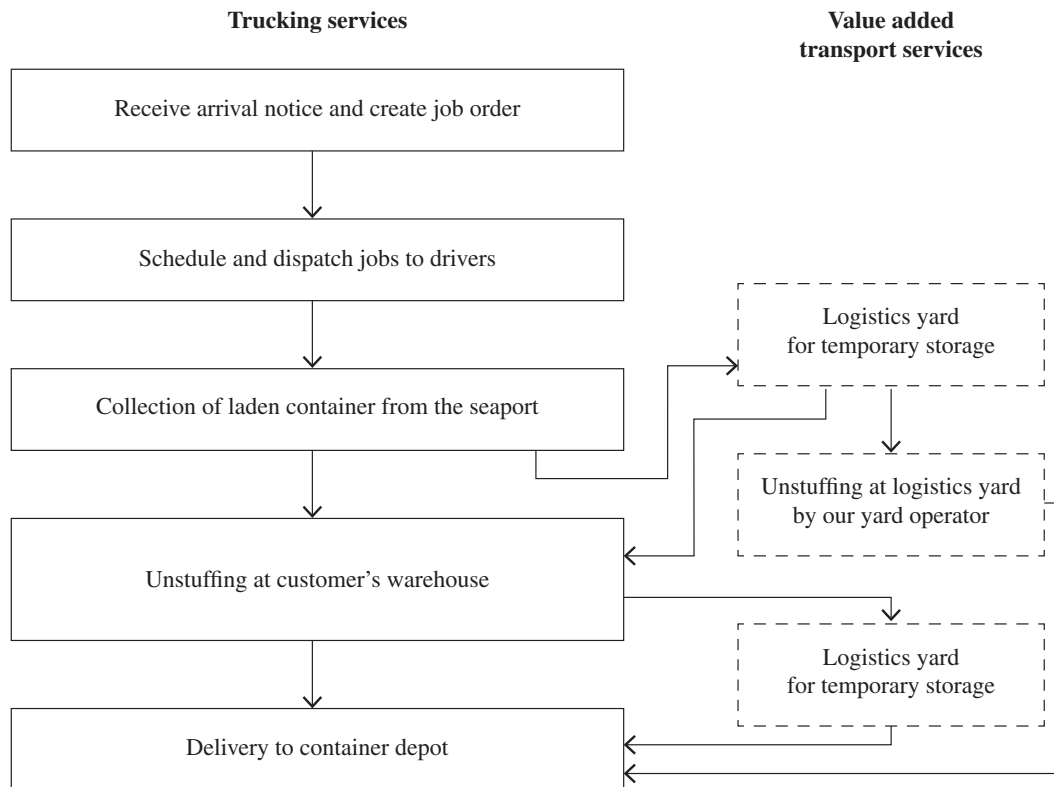 Trucking services
Value added
transport services
Receive arrival notice and create job order
Schedule and dispatch jobs to drivers
Logistics yard
for temporary storage
Collection of laden container from the seaport
Unstuffing at logistics yard
by our yard operator
Unstuffing at customer’s warehouse
Logistics yard
for temporary storage
Delivery to container depot